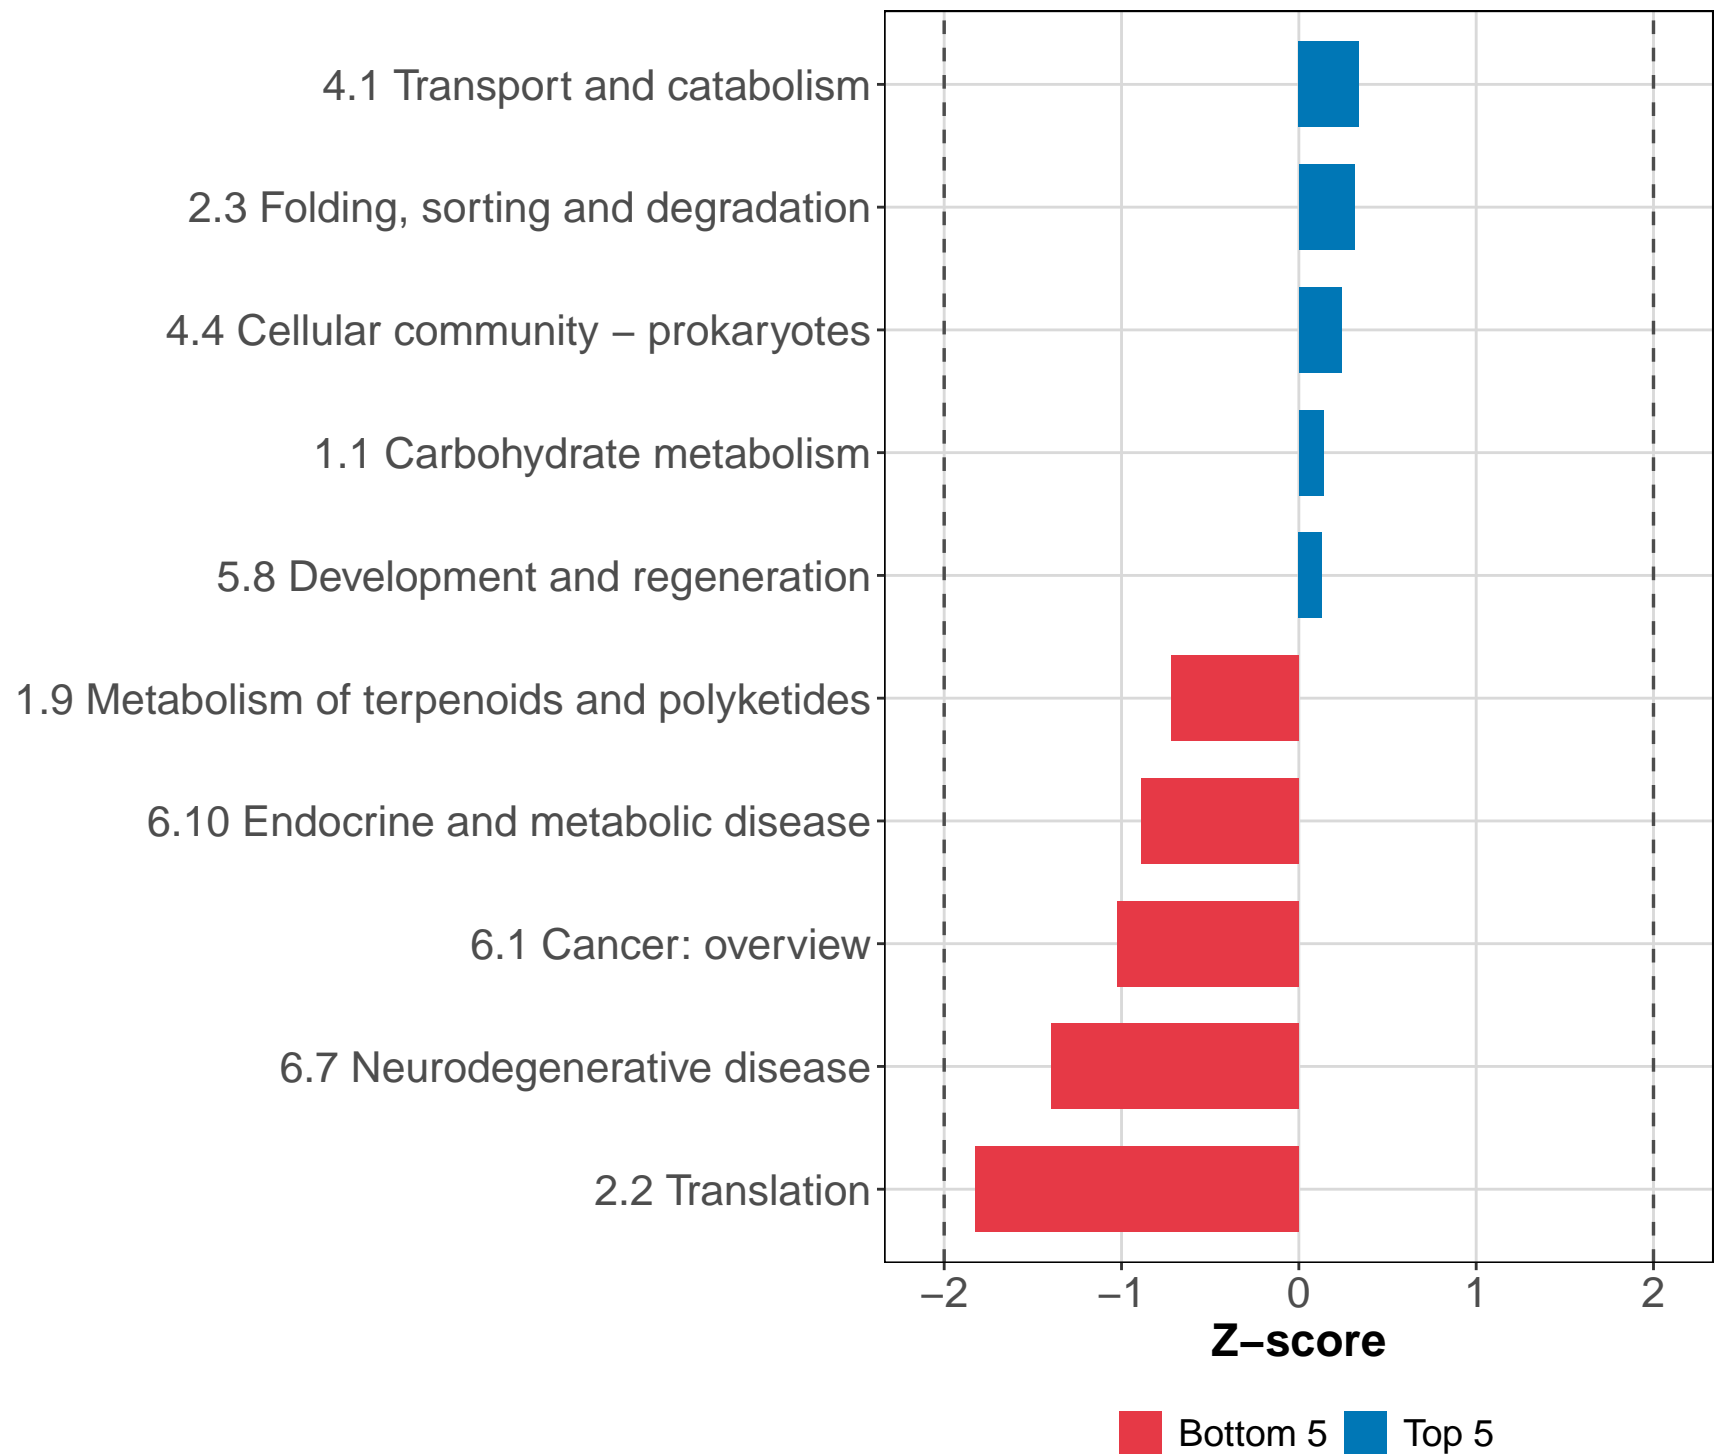 4.1 Transport and catabolism
2.3 Folding, sorting and degradation
4.4 Cellular community – prokaryotes
1.1 Carbohydrate metabolism
5.8 Development and regeneration
1.9 Metabolism of terpenoids and polyketides
6.10 Endocrine and metabolic disease
6.1 Cancer: overview
6.7 Neurodegenerative disease
2.2 Translation
−2 −1 0 1 2
Z−score
Bottom 5 Top 5